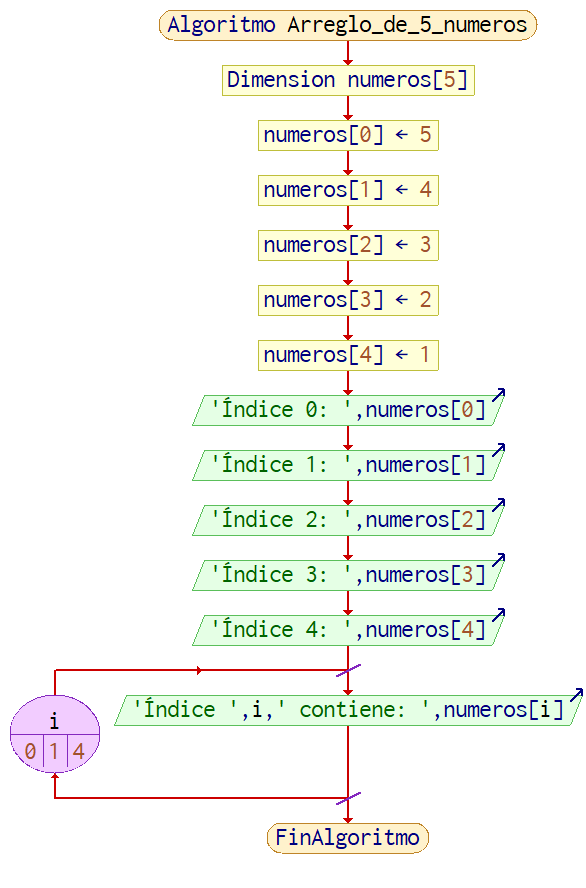 Algoritmo Arreglo_de_5_numeros
Dimension numeros[5]
numeros[0] ← 5
numeros[1] ← 4
numeros[2] ← 3
numeros[3] ← 2
numeros[4] ← 1
'Índice 0: ',numeros[0]
'Índice 1: ',numeros[1]
'Índice 2: ',numeros[2]
'Índice 3: ',numeros[3]
'Índice 4: ',numeros[4]
i
0 1 4
'Índice ',i,' contiene: ',numeros[i]
FinAlgoritmo